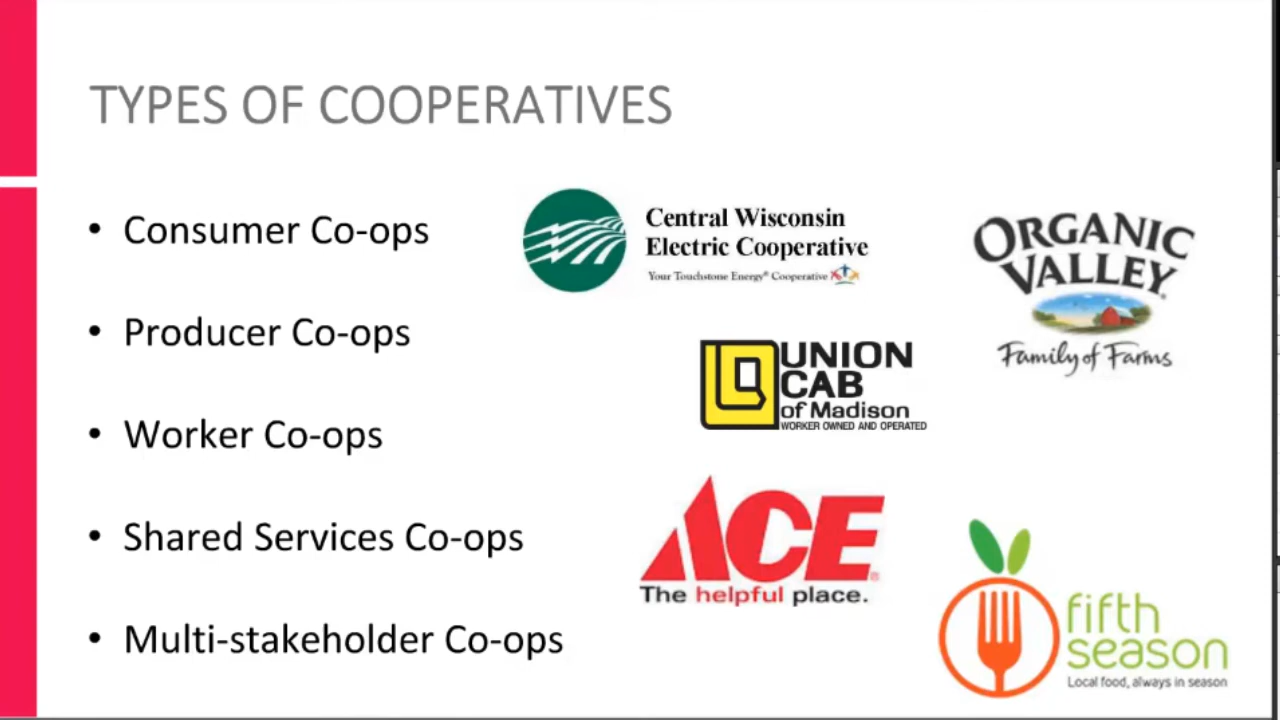 TYPES OF COOPERATIVES
• Consumer Co-ops
• Producer Co-ops
• Worker Co-ops
• Shared Services Co-ops
• Multi-stakeholder Co-ops
Central Wisconsin
Electric Cooperative
Your Touchstone Energy® Cooperative
ORGANIC
VALLEY®
Family of Farms
UNION
CAB
of Madison
WORKER OWNED AND OPERATED
ACE®
The helpful place.
fifth
season
Local food, always in season